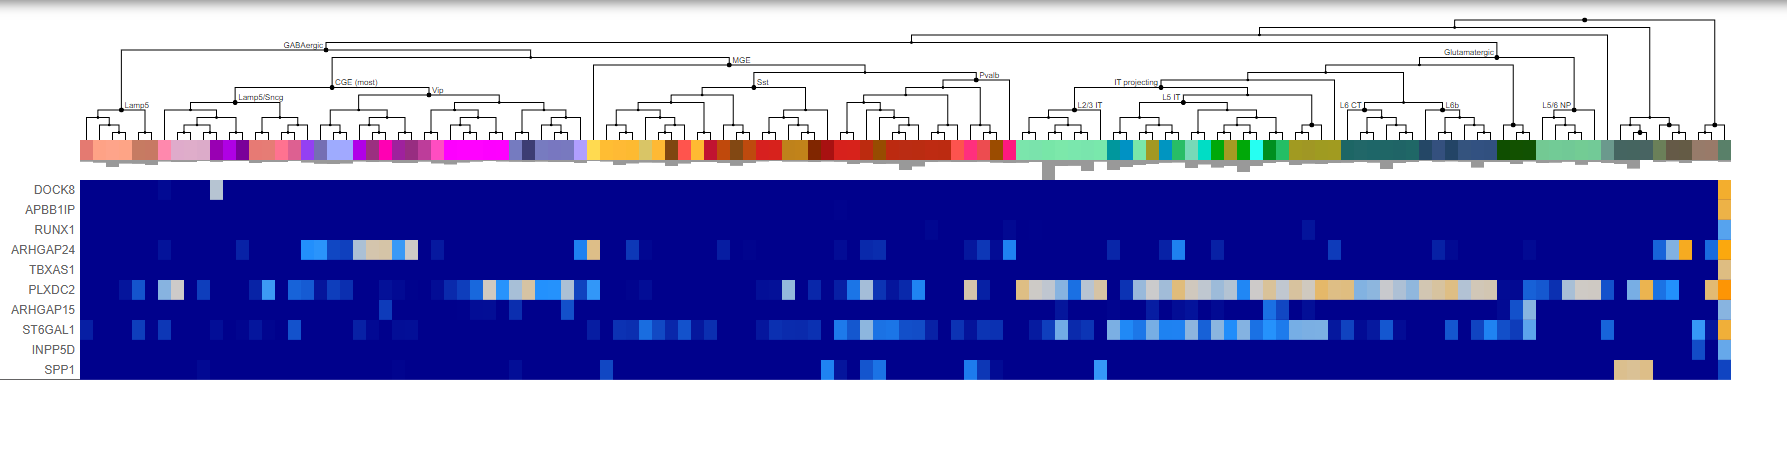 GABAergic
Glutamatergic
MGE
Sst
Pvalb
CGE (most)
IT projecting
Vip
Lamp5/Sncg
L5 IT
Lamp5
L2/3 IT
L6 CT
L6b
L5/6 NP
DOCK8
APBB1IP
RUNX1
ARHGAP24
TBXAS1
PLXDC2
ARHGAP15
ST6GAL1
INPP5D
SPP1